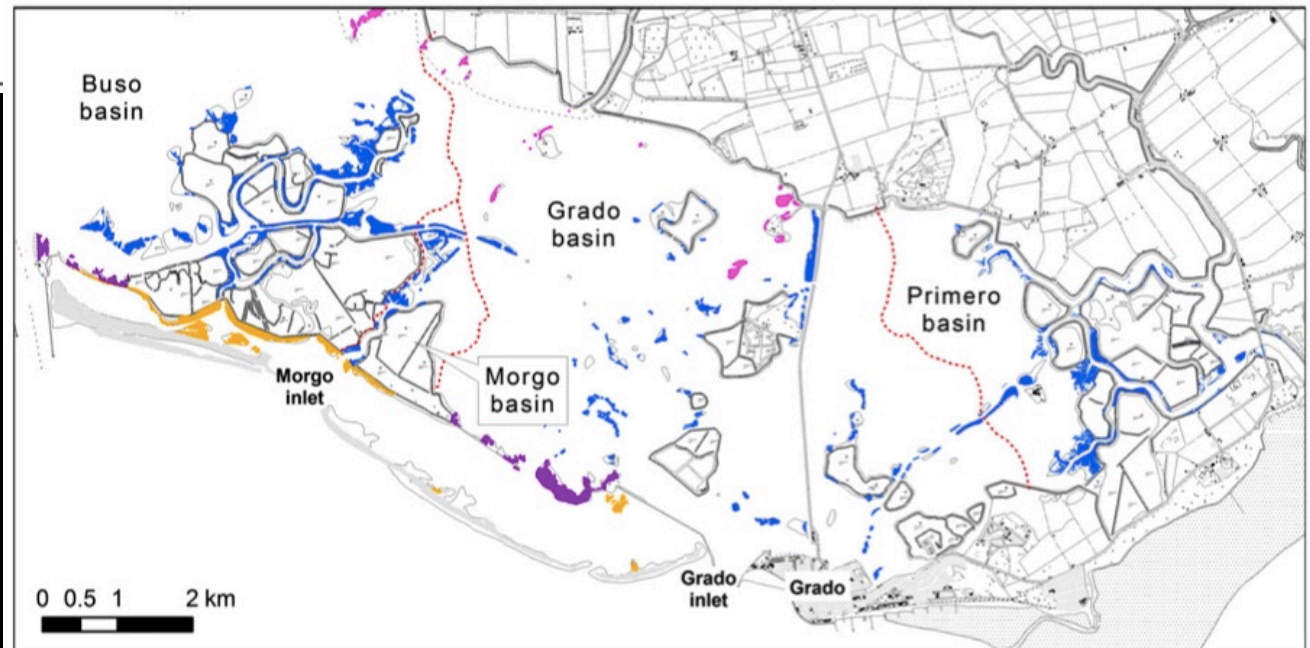 Buso
basin
Grado
basin
Primero
basin
Morgo
inlet
Morgo
basin
Grado
inlet
Grado
0 0.5 1 2 km